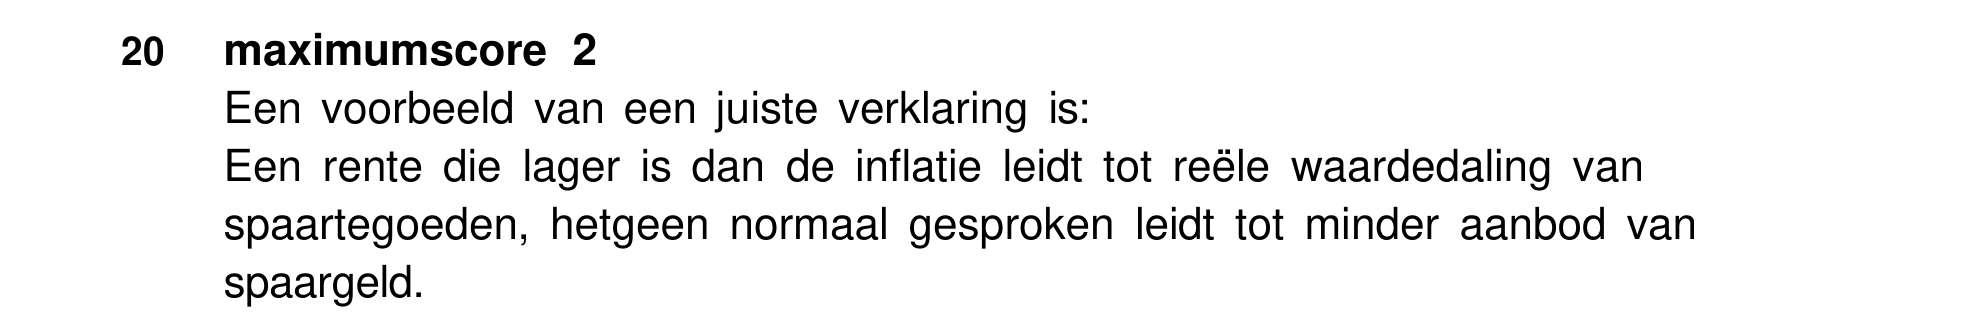 20 maximumscore 2
Een voorbeeld van een juiste verklaring is:
Een rente die lager is dan de inflatie leidt tot reële waardedaling van
spaartegoeden, hetgeen normaal gesproken leidt tot minder aanbod van
spaargeld.